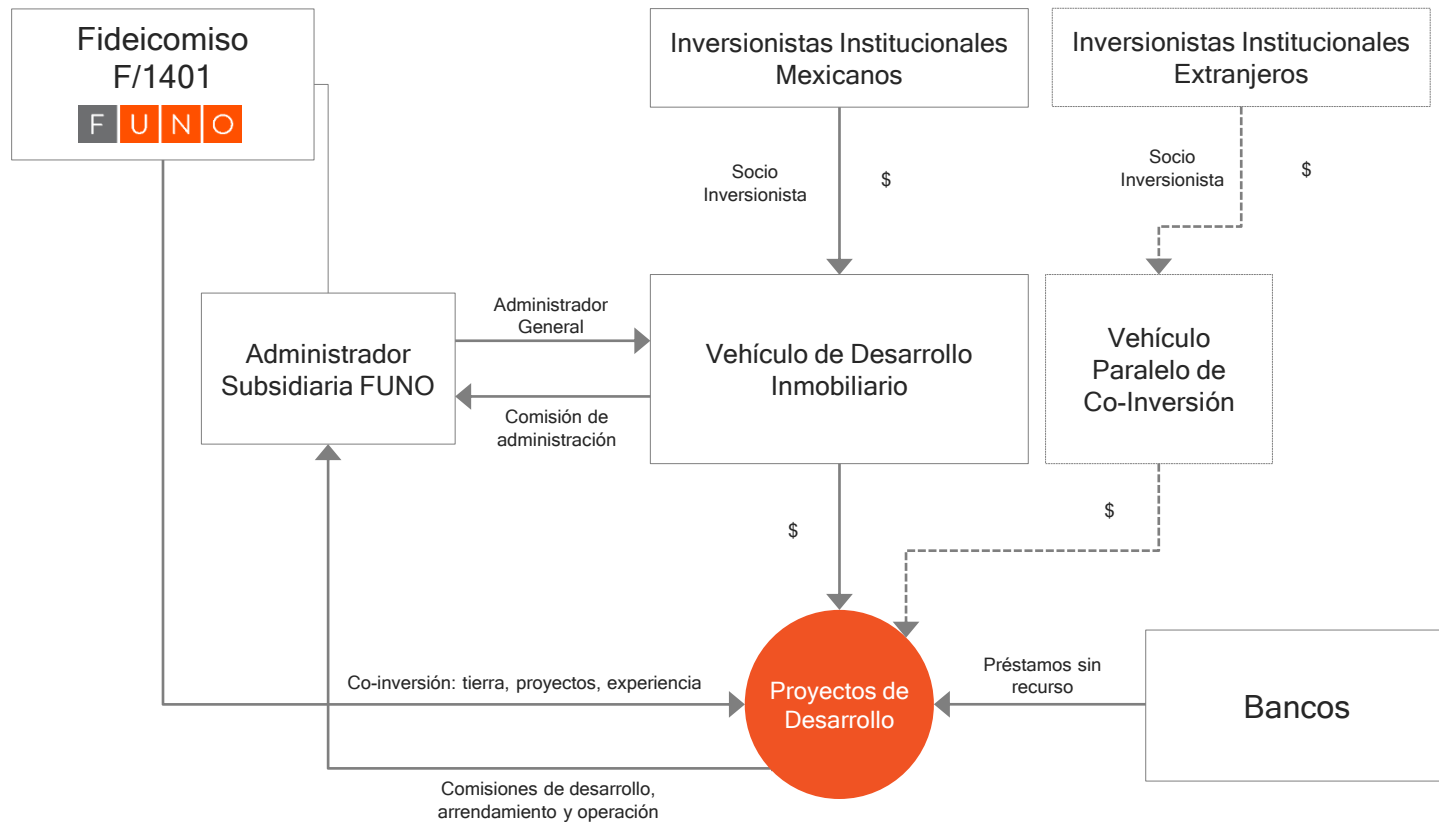 Fideicomiso
F/1401
FUNO
Inversionistas Institucionales
Mexicanos
Inversionistas Institucionales
Extranjeros
Socio
Inversionista
$
Socio
Inversionista
$
Administrador
Subsidiaria FUNO
Administrador
General
Comisión de
administración
Vehículo de Desarrollo
Inmobiliario
Vehículo
Paralelo de
Co-Inversión
$
$
Co-inversión: tierra, proyectos, experiencia
Proyectos de
Desarrollo
Préstamos sin
recurso
Bancos
Comisiones de desarrollo,
arrendamiento y operación